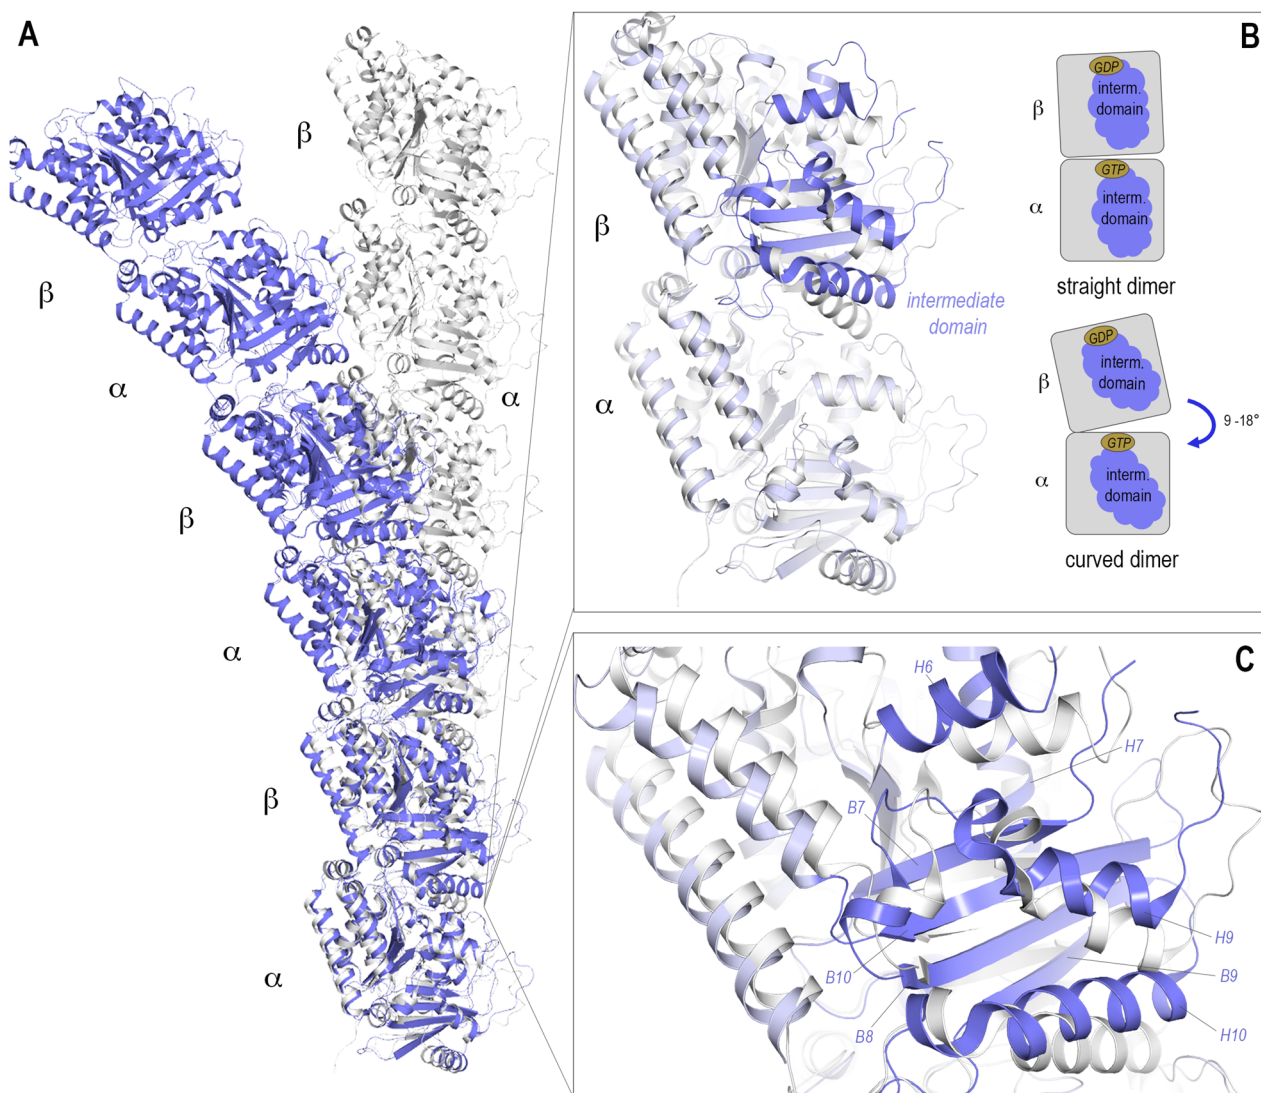 A
β
β
α
α
β
α
β
α
B
β
α
intermediate
domain
β
GDP
interm.
domain
α
GTP
interm.
domain
straight dimer
β
GDP
interm.
domain
9 -18°
α
GTP
interm.
domain
curved dimer
C
H6
H7
B7
H9
B10
B9
B8
H10